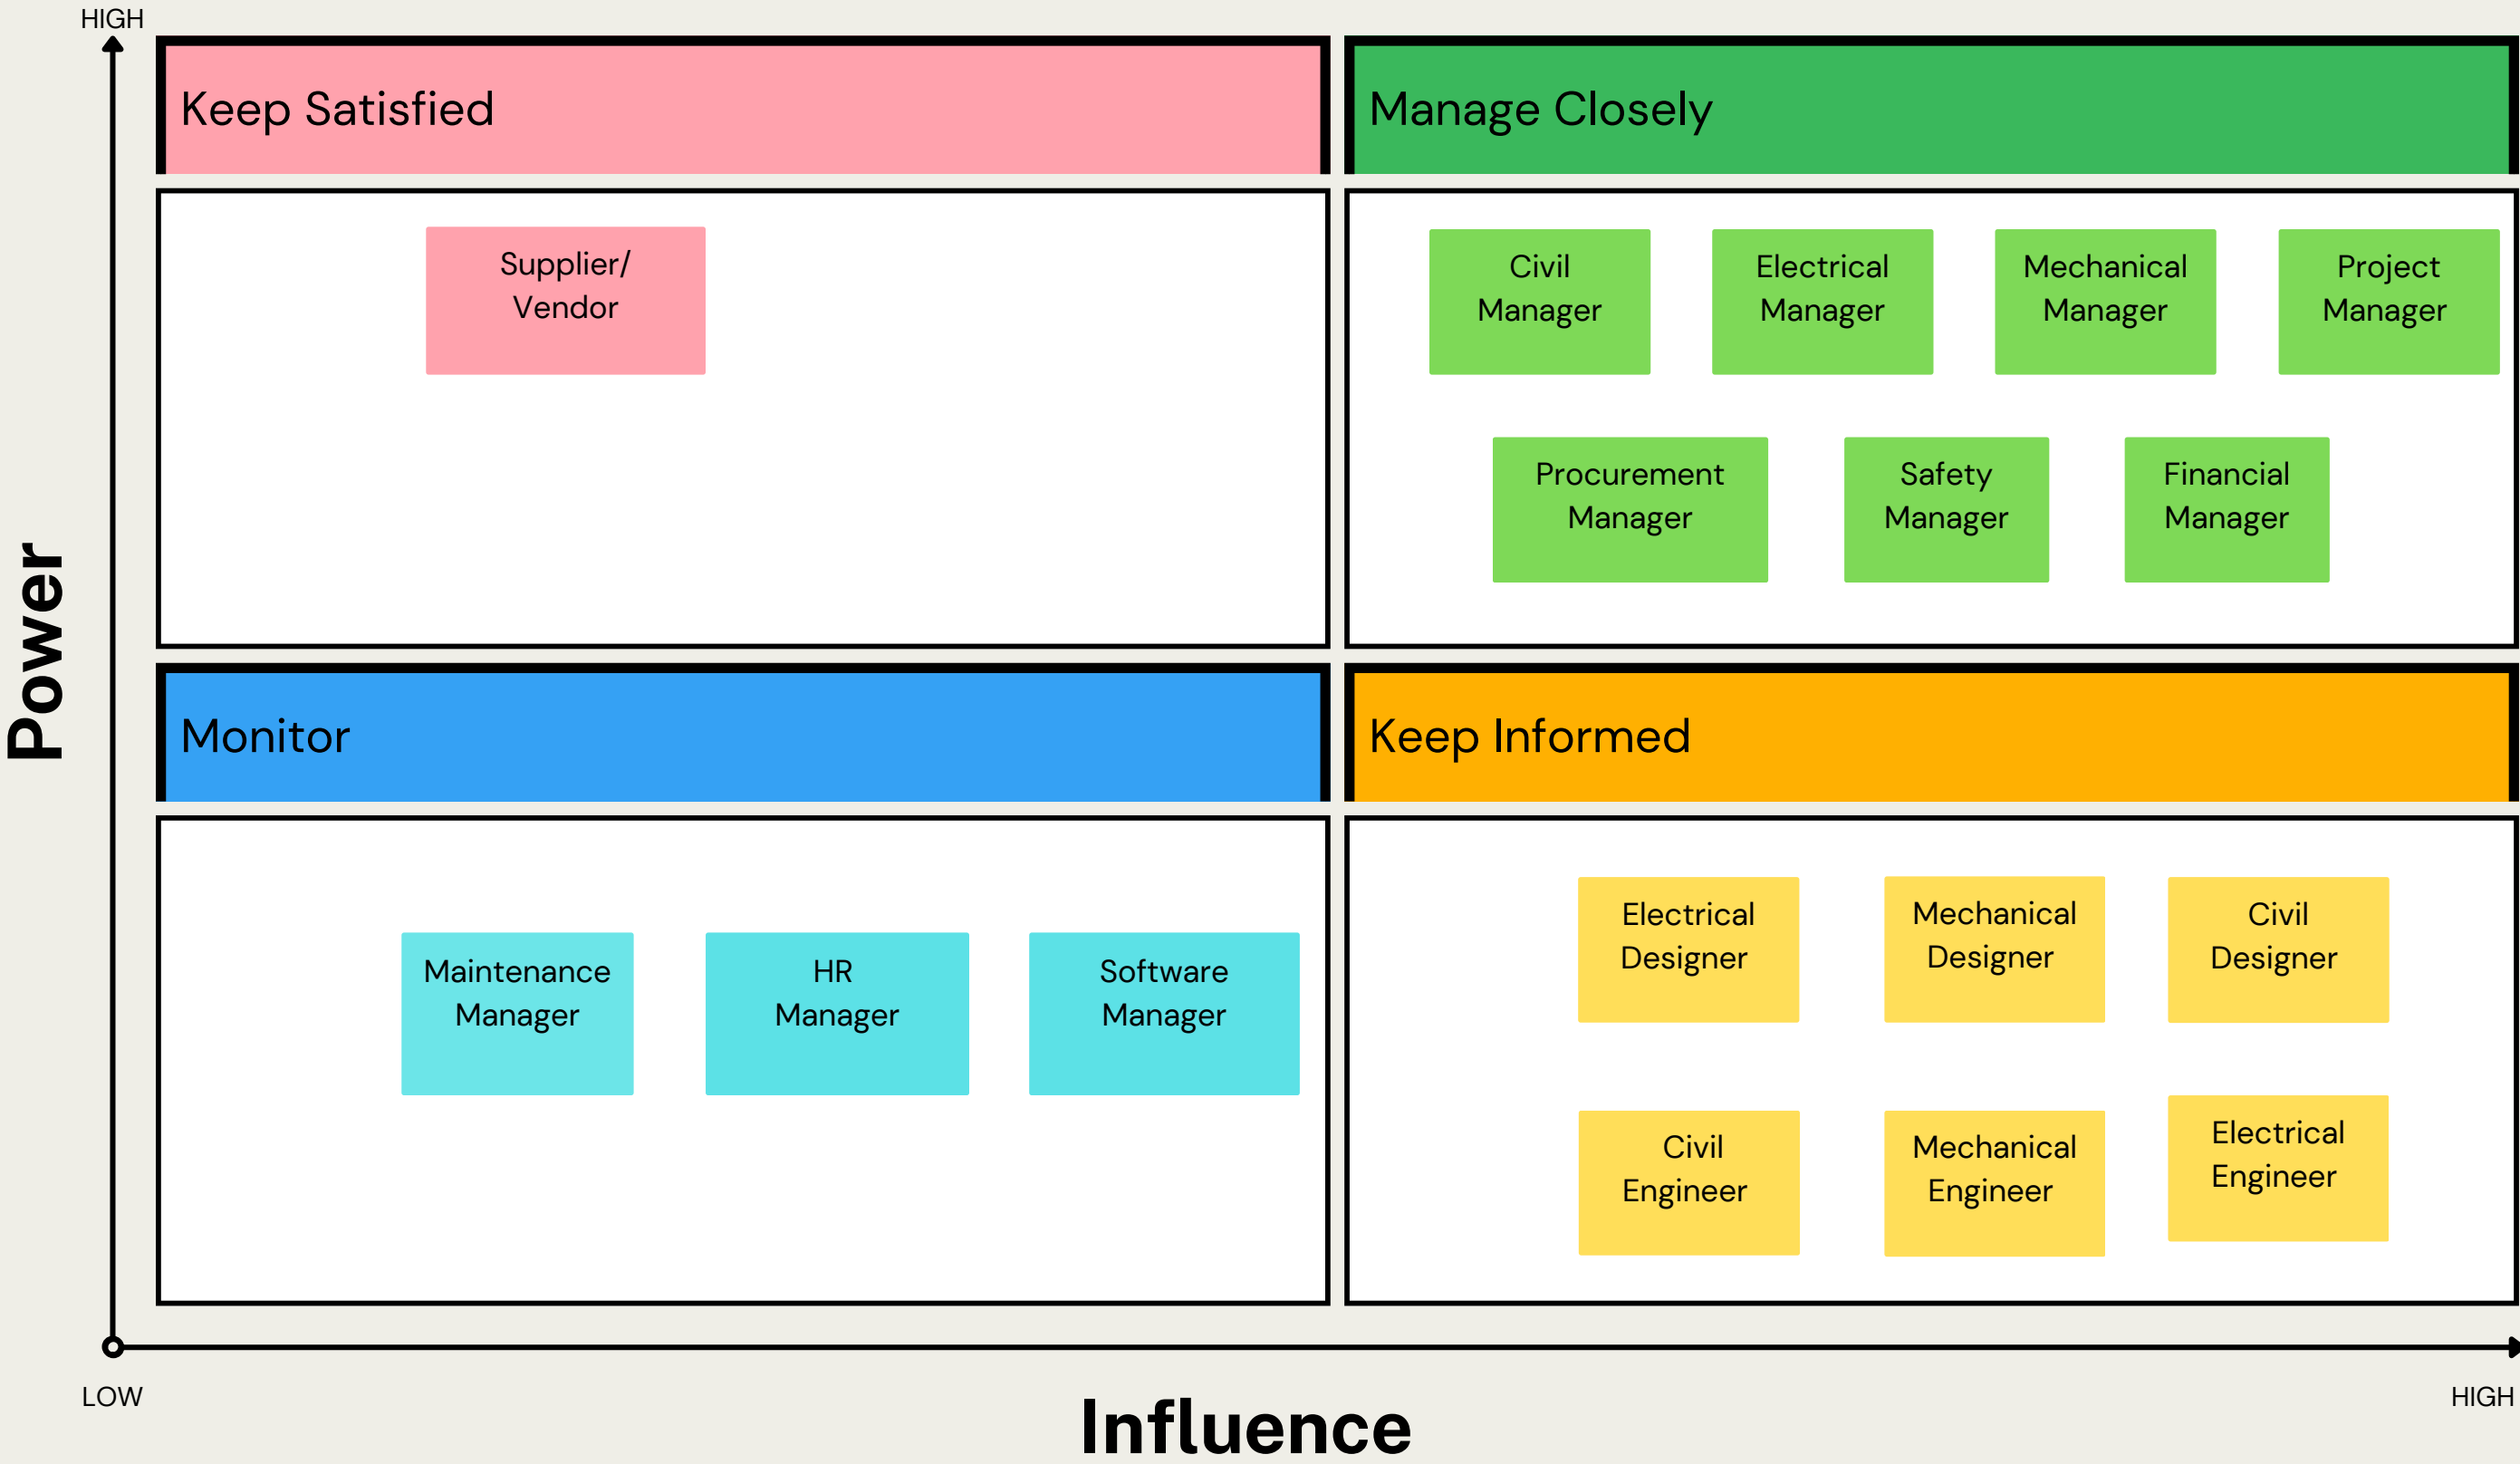 HIGH
Keep Satisfied
Manage Closely
Supplier/
Vendor
Civil
Manager
Electrical
Manager
Mechanical
Manager
Project
Manager
Procurement
Manager
Safety
Manager
Financial
Manager
Power
Monitor
Keep Informed
Maintenance
Manager
HR
Manager
Software
Manager
Electrical
Designer
Mechanical
Designer
Civil
Designer
Civil
Engineer
Mechanical
Engineer
Electrical
Engineer
LOW
HIGH
Influence